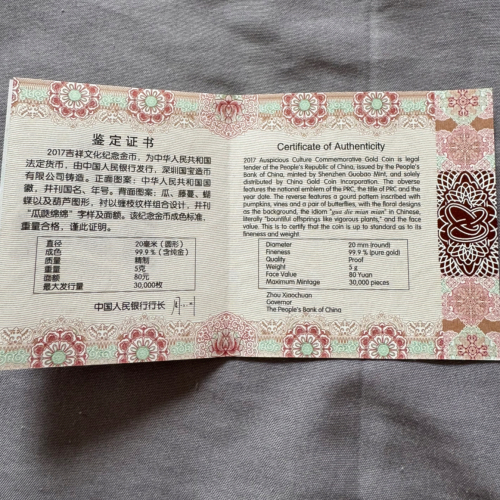 鉴定证书
2017吉祥文化纪念金币，为中华人民共和国
法定货币，由中国人民银行发行，深圳国宝造币
有限公司铸造。正面图案：中华人民共和国国
徽，并刊国名、年号。背面图案：瓜、藤蔓、蝴
蝶以及葫芦图形，衬以缠枝纹样组合设计，并刊
“瓜瓞绵绵”字样及面额。该纪念金币成色标准，
重量合格，谨此证明。
直径 20毫米（圆形）
成色 99.9%（含纯金）
质量 精制
重量 5克
面额 80元
最大发行量 30,000枚
中国人民银行行长
Certificate of Authenticity
2017 Auspicious Culture Commemorative Gold Coin is legal
tender of the People's Republic of China, issued by the People's
Bank of China, minted by Shenzhen Guobao Mint, and solely
distributed by China Gold Coin Incorporation. The obverse
features the national emblem of the PRC, the title of PRC and the
year date. The reverse features a gourd pattern inscribed with
pumpkins, vines and a pair of butterflies, with the floral designs
as the background, the idiom "gua die mian mian" in Chinese,
literally "bountiful offsprings like vigorous plants," and the face
value. This is to certify that the coin is up to standard as to its
fineness and weight.
Diameter 20 mm (round)
Fineness 99.9% (pure gold)
Quality Proof
Weight 5 g
Face Value 80 Yuan
Maximum Mintage 30,000 pieces
Zhou Xiaochuan
Governor
The People's Bank of China